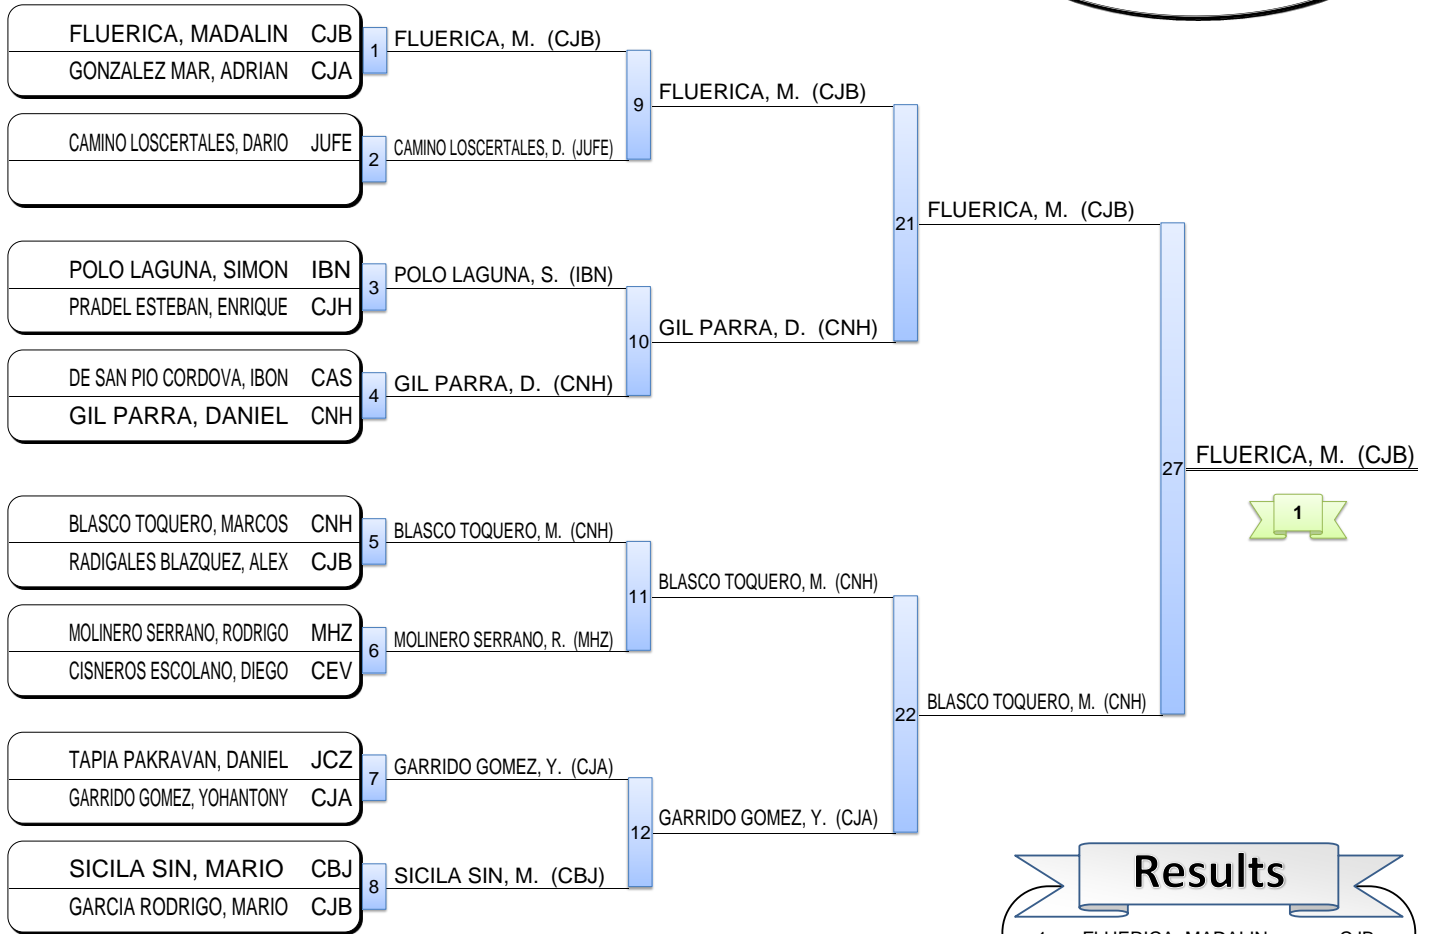 FLUERICA, MADALIN CJB
GONZALEZ MAR, ADRIAN CJA
1
FLUERICA, M. (CJB)
CAMINO LOSCERTALES, DARIO JUFE
2
CAMINO LOSCERTALES, D. (JUFE)
9
FLUERICA, M. (CJB)
POLO LAGUNA, SIMON IBN
PRADEL ESTEBAN, ENRIQUE CJH
3
POLO LAGUNA, S. (IBN)
DE SAN PIO CORDOVA, IBON CAS
GIL PARRA, DANIEL CNH
4
GIL PARRA, D. (CNH)
10
GIL PARRA, D. (CNH)
21
FLUERICA, M. (CJB)
BLASCO TOQUERO, MARCOS CNH
RADIGALES BLAZQUEZ, ALEX CJB
5
BLASCO TOQUERO, M. (CNH)
MOLINERO SERRANO, RODRIGO MHZ
CISNEROS ESCOLANO, DIEGO CEV
6
MOLINERO SERRANO, R. (MHZ)
11
BLASCO TOQUERO, M. (CNH)
TAPIA PAKRAVAN, DANIEL JCZ
GARRIDO GOMEZ, YOHANTONY CJA
7
GARRIDO GOMEZ, Y. (CJA)
SICILA SIN, MARIO CBJ
GARCIA RODRIGO, MARIO CJB
8
SICILA SIN, M. (CBJ)
12
GARRIDO GOMEZ, Y. (CJA)
22
BLASCO TOQUERO, M. (CNH)
27
FLUERICA, M. (CJB)
1
Results
1 FLUERICA, MADALIN CJB